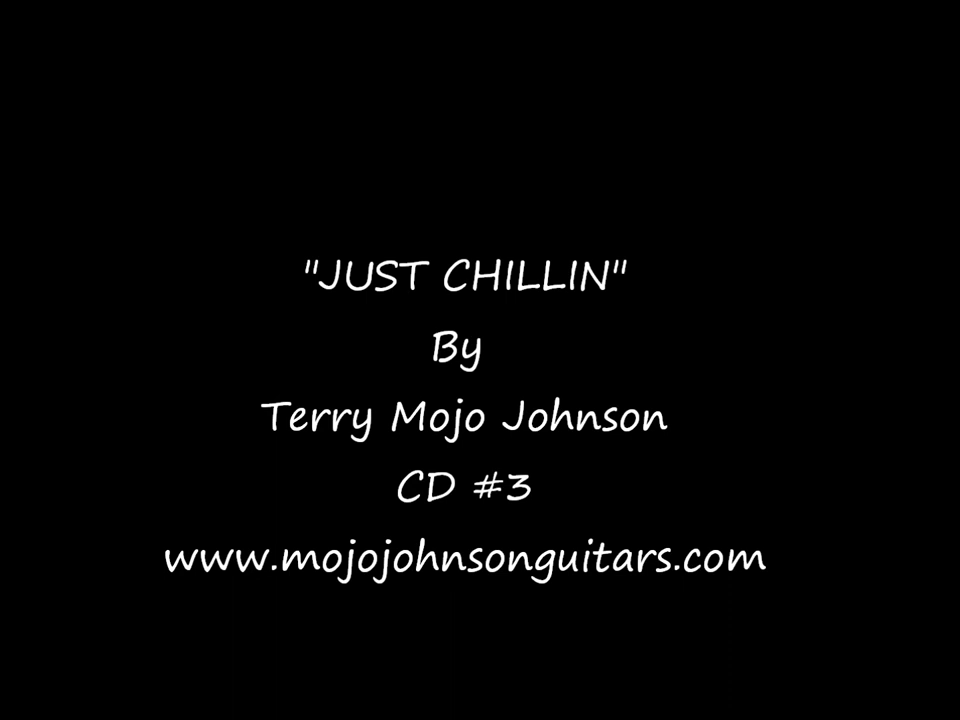 "JUST CHILLIN"
By
Terry Mojo Johnson
CD #3
www.mojojohnsonguitars.com